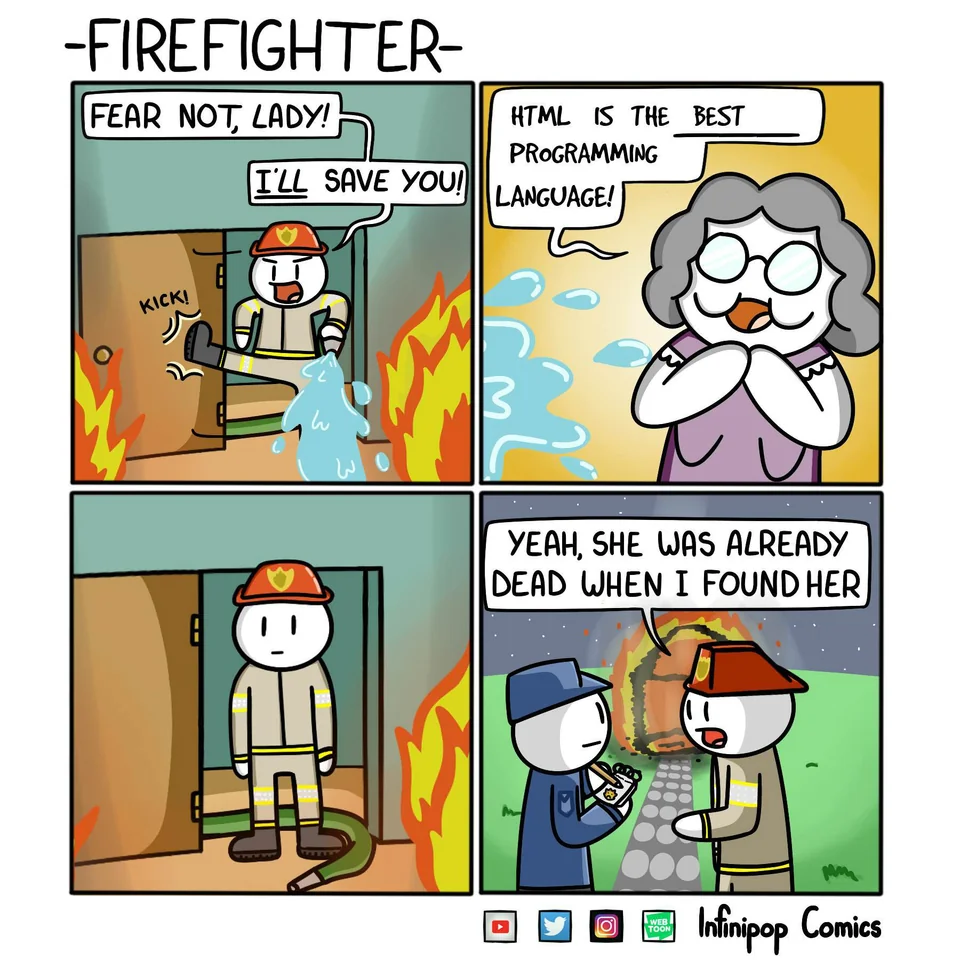 -FIREFIGHTER-
FEAR NOT, LADY!
I'LL SAVE YOU!
KICK!
HTML IS THE BEST
PROGRAMMING
LANGUAGE!
YEAH, SHE WAS ALREADY
DEAD WHEN I FOUND HER
WEB
TOON
Infinipop Comics